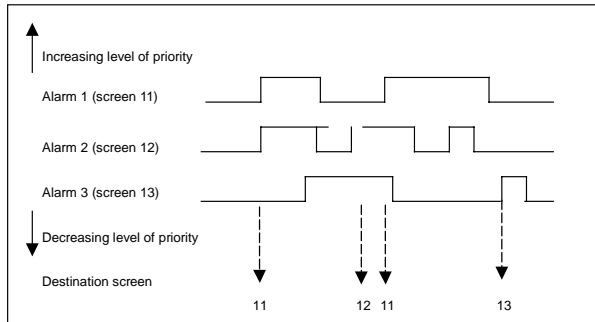 Increasing level of priority
Alarm 1 (screen 11)
Alarm 2 (screen 12)
Alarm 3 (screen 13)
Decreasing level of priority
Destination screen
11 12 11 13